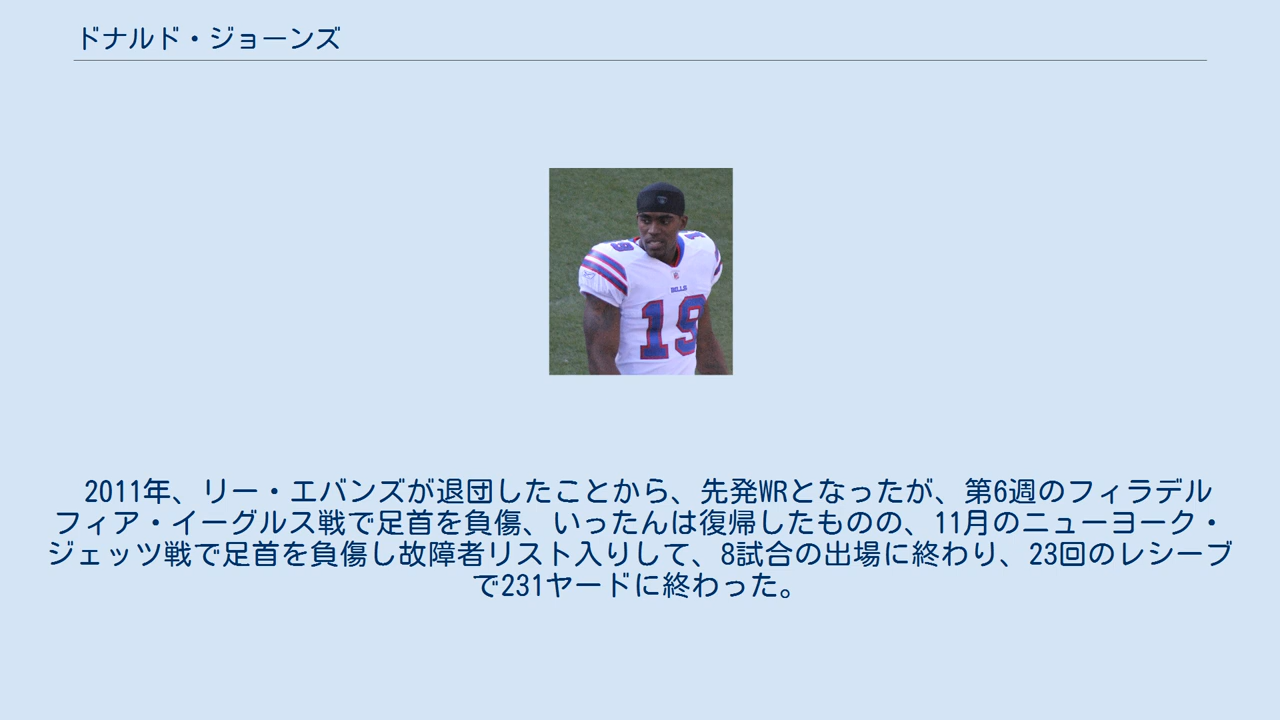 ドナルド・ジョーンズ
19
BILLS
19
2011年、リー・エバンズが退団したことから、先発WRとなったが、第6週のフィラデル
フィア・イーグルス戦で足首を負傷、いったんは復帰したものの、11月のニューヨーク・
ジェッツ戦で足首を負傷し故障者リスト入りして、8試合の出場に終わり、23回のレシーブ
で231ヤードに終わった。